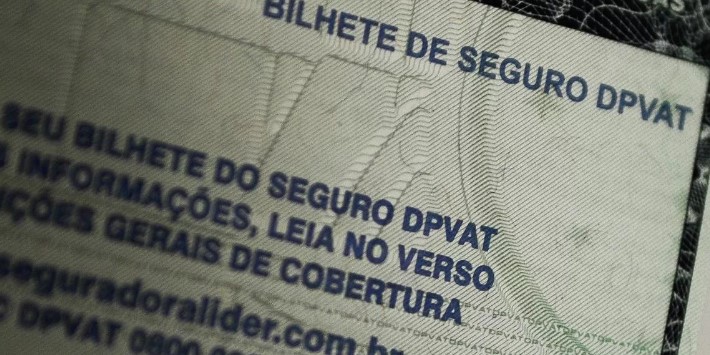 BILHETE DE SEGURO DPVAT
SEU BILHETE DO SEGURO DPVAT
INFORMAÇÕES, LEIA NO VERSO
GERAIS DE COBERTURA
seguradoralider.com.br
DPVAT 0800